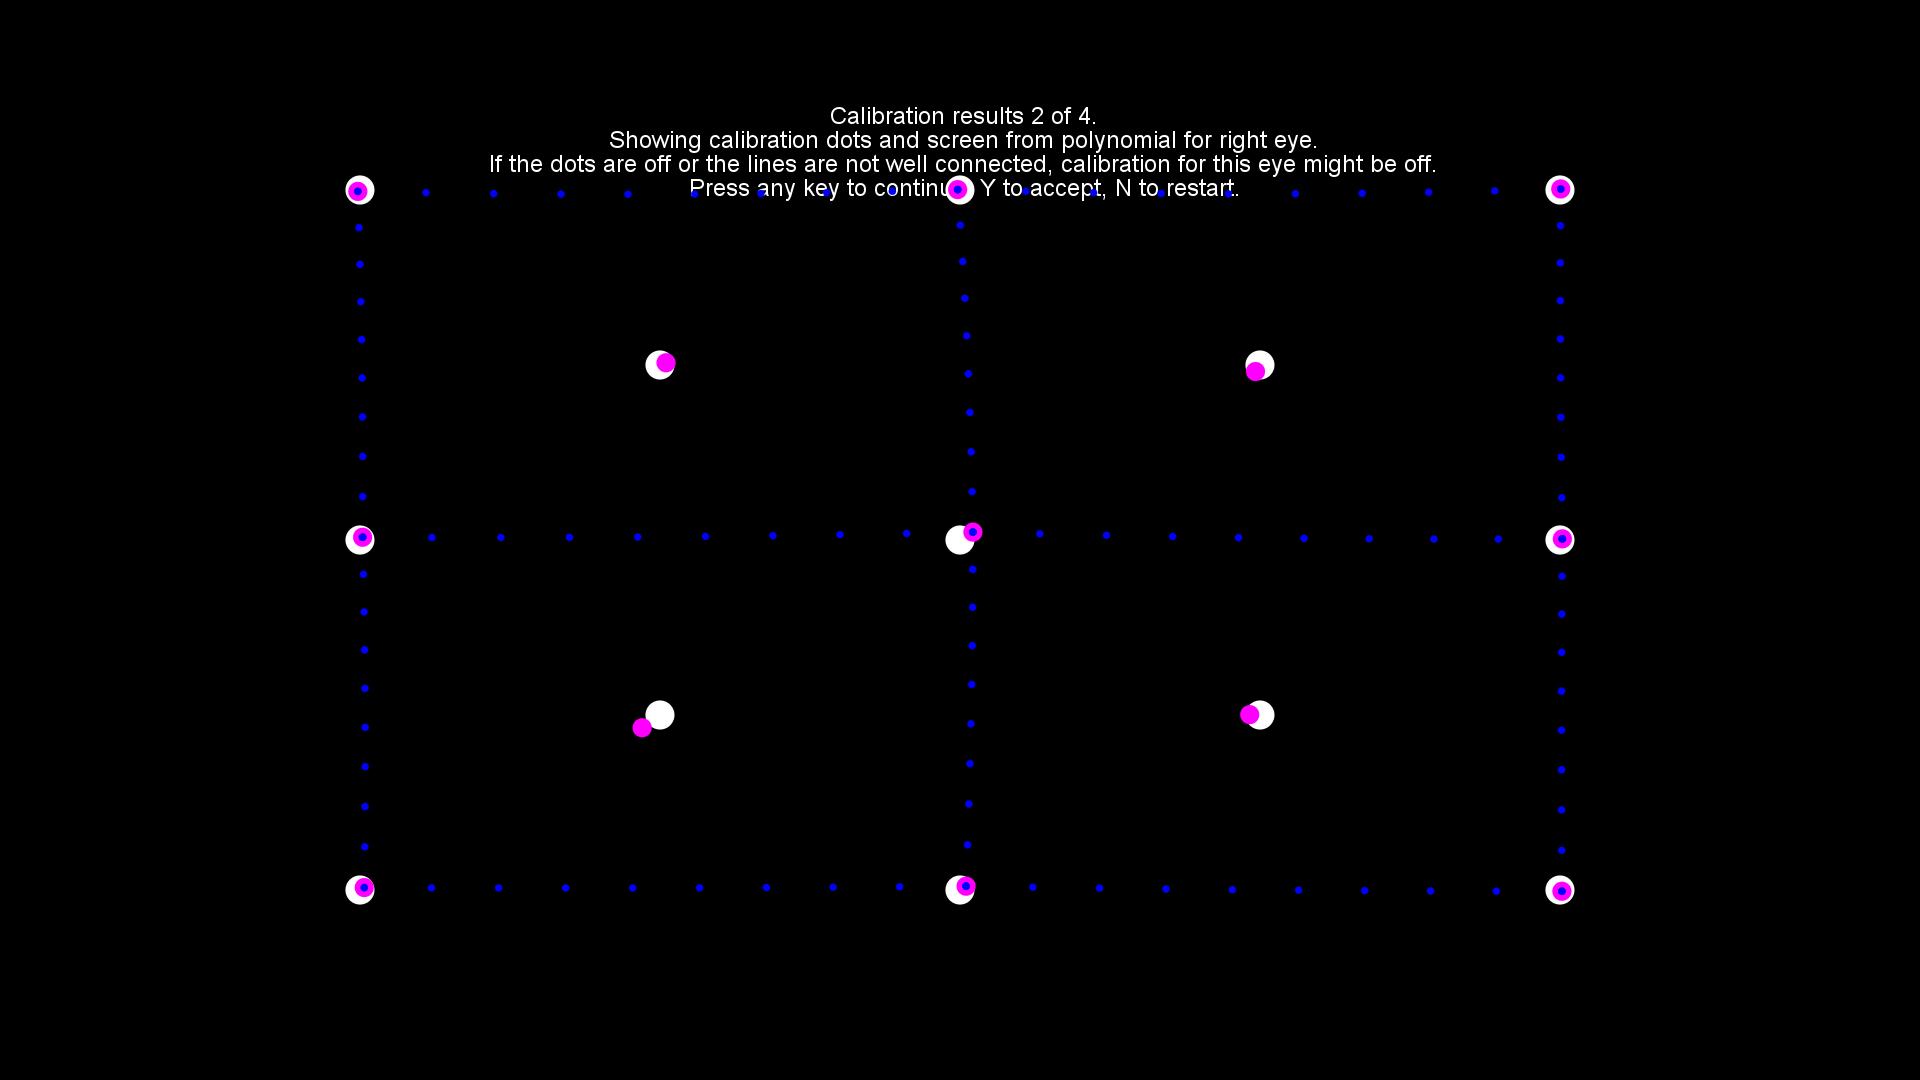 Calibration results 2 of 4.
Showing calibration dots and screen from polynomial for right eye.
If the dots are off or the lines are not well connected, calibration for this eye might be off.
Press any key to continue, Y to accept, N to restart.